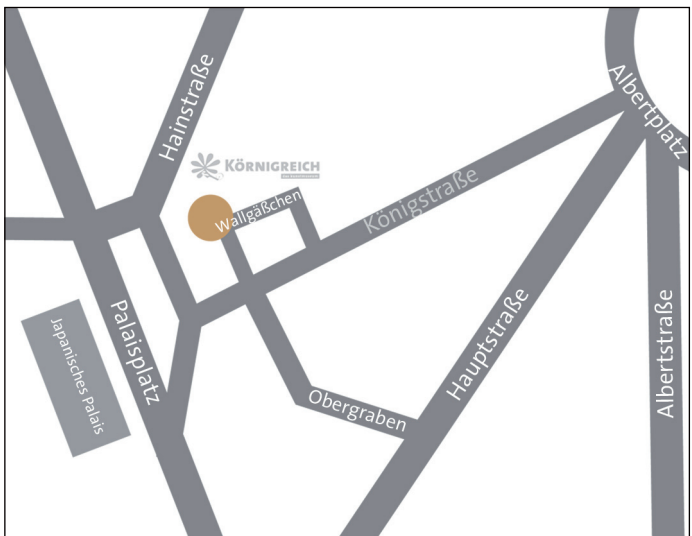 Hainstraße
Albertplatz
KÖRNIGREICH
Wallgäßchen
Königstraße
Palaisplatz
Japanisches Palais
Hauptstraße
Albertstraße
Obergraben